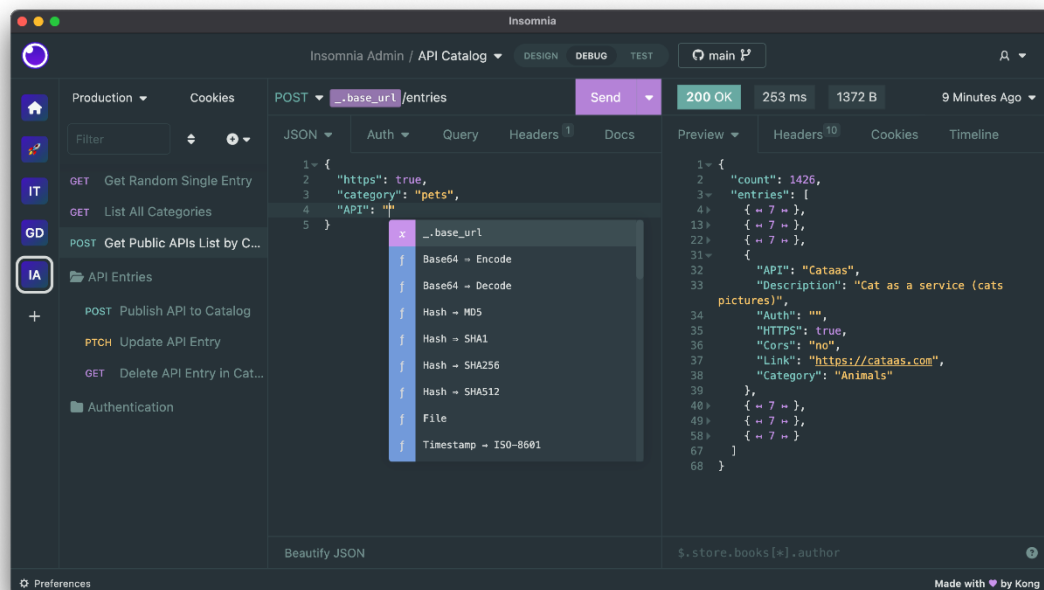 Insomnia
Insomnia Admin / API Catalog
DESIGN DEBUG TEST
main
Production
Cookies
Filter
IT
GD
IA
GET Get Random Single Entry
GET List All Categories
POST Get Public APIs List by C...
API Entries
POST Publish API to Catalog
PTCH Update API Entry
GET Delete API Entry in Cat...
Authentication
POST _.base_url /entries
Send
JSON Auth Query Headers 1 Docs
1 {
2 "https": true,
3 "category": "pets",
4 "API": ""
5 }
x _.base_url
f Base64 ⇒ Encode
f Base64 ⇒ Decode
f Hash ⇒ MD5
f Hash ⇒ SHA1
f Hash ⇒ SHA256
f Hash ⇒ SHA512
f File
f Timestamp ⇒ ISO-8601
Beautify JSON
200 OK 253 ms 1372 B 9 Minutes Ago
Preview Headers 10 Cookies Timeline
1 {
2 "count": 1426,
3 "entries": [
4 { ↔ 7 ↔ },
13 { ↔ 7 ↔ },
22 { ↔ 7 ↔ },
31 {
32 "API": "Cataas",
33 "Description": "Cat as a service (cats
pictures)",
34 "Auth": "",
35 "HTTPS": true,
36 "Cors": "no",
37 "Link": "https://cataas.com",
38 "Category": "Animals"
39 },
40 { ↔ 7 ↔ },
49 { ↔ 7 ↔ },
58 { ↔ 7 ↔ }
67 ]
68 }
$.store.books[*].author
?
Preferences
Made with ♥ by Kong